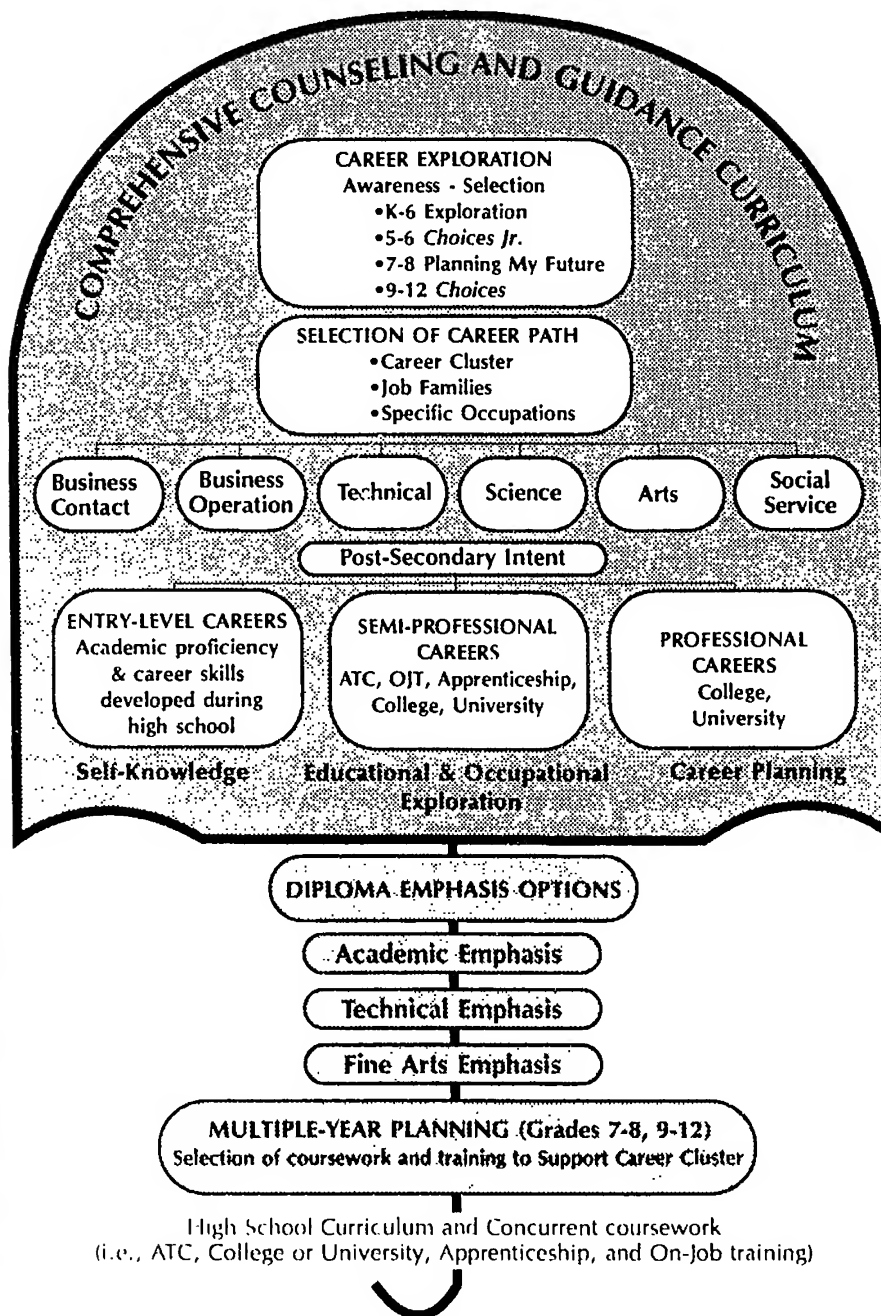 COMPREHENSIVE COUNSELING AND GUIDANCE CURRICULUM
CAREER EXPLORATION
Awareness - Selection
•K-6 Exploration
•5-6 Choices Jr.
•7-8 Planning My Future
•9-12 Choices
SELECTION OF CAREER PATH
•Career Cluster
•Job Families
•Specific Occupations
Business
Contact
Business
Operation
Technical
Science
Arts
Social
Service
Post-Secondary Intent
ENTRY-LEVEL CAREERS
Academic proficiency
& career skills
developed during
high school
SEMI-PROFESSIONAL
CAREERS
ATC, OJT, Apprenticeship,
College, University
PROFESSIONAL
CAREERS
College,
University
Self-Knowledge
Educational & Occupational
Exploration
Career Planning
DIPLOMA EMPHASIS OPTIONS
Academic Emphasis
Technical Emphasis
Fine Arts Emphasis
MULTIPLE-YEAR PLANNING (Grades 7-8, 9-12)
Selection of coursework and training to Support Career Cluster
High School Curriculum and Concurrent coursework
(i.e., ATC, College or University, Apprenticeship, and On-Job training)